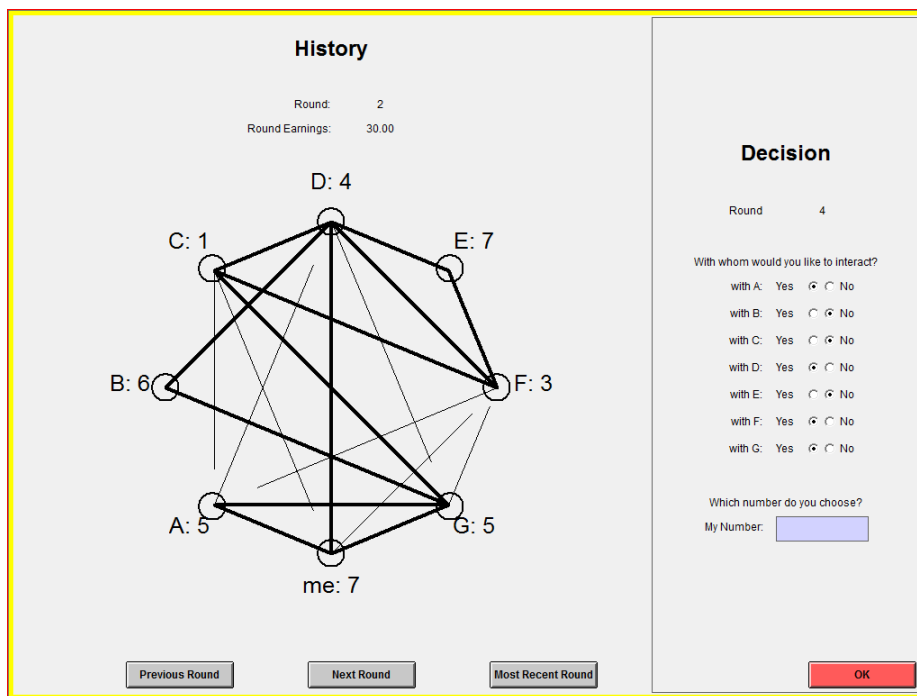 History
Round: 2
Round Earnings: 30.00
D: 4
C: 1
E: 7
B: 6
F: 3
A: 5
G: 5
me: 7
Previous Round
Next Round
Most Recent Round
Decision
Round 4
With whom would you like to interact?
with A: Yes No
with B: Yes No
with C: Yes No
with D: Yes No
with E: Yes No
with F: Yes No
with G: Yes No
Which number do you choose?
My Number:
OK